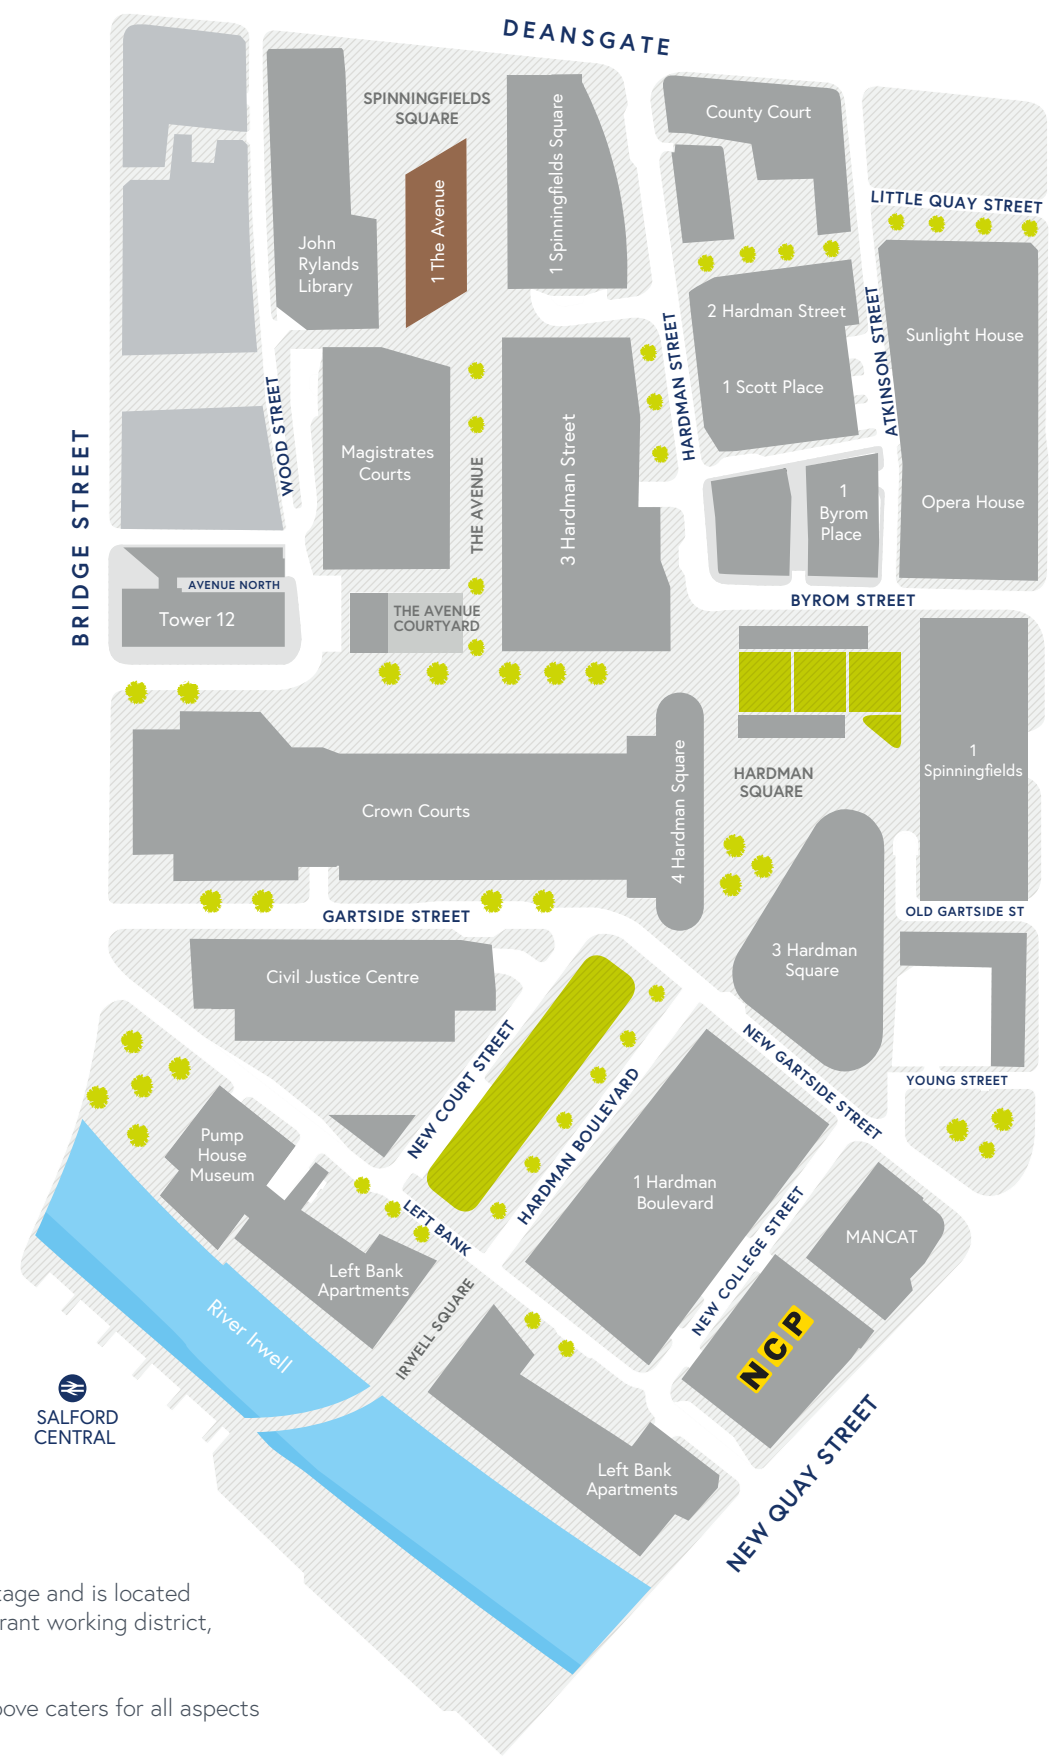 DEANSGATE
SPINNINGFIELDS
SQUARE
1 Spinningfields Square
County Court
LITTLE QUAY STREET
1 The Avenue
John
Rylands
Library
2 Hardman Street
1 Scott Place
HARDMAN STREET
ATKINSON STREET
Sunlight House
Opera House
WOOD STREET
BRIDGE STREET
Magistrates
Courts
THE AVENUE
3 Hardman Street
1
Byrom
Place
AVENUE NORTH
Tower 12
THE AVENUE
COURTYARD
BYROM STREET
1
Spinningfields
HARDMAN
SQUARE
4 Hardman Square
Crown Courts
GARTSIDE STREET
OLD GARTSIDE ST
3 Hardman
Square
Civil Justice Centre
NEW COURT STREET
HARDMAN BOULEVARD
NEW GARTSIDE STREET
YOUNG STREET
Pump
House
Museum
1 Hardman
Boulevard
LEFT BANK
NEW COLLEGE STREET
MANCAT
Left Bank
Apartments
IRWELL SQUARE
River Irwell
NCP
SALFORD
CENTRAL
Left Bank
Apartments
NEW QUAY STREET
and is located
working district,
caters for all aspects